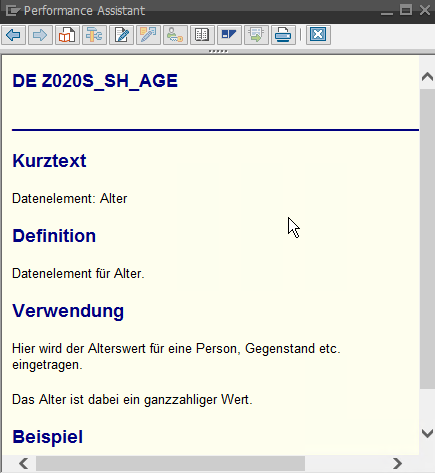 Performance Assistant
DE Z020S_SH_AGE
Kurztext
Datenelement: Alter
Definition
Datenelement für Alter.
Verwendung
Hier wird der Alterswert für eine Person, Gegenstand etc.
eingetragen.
Das Alter ist dabei ein ganzzahliger Wert.
Beispiel